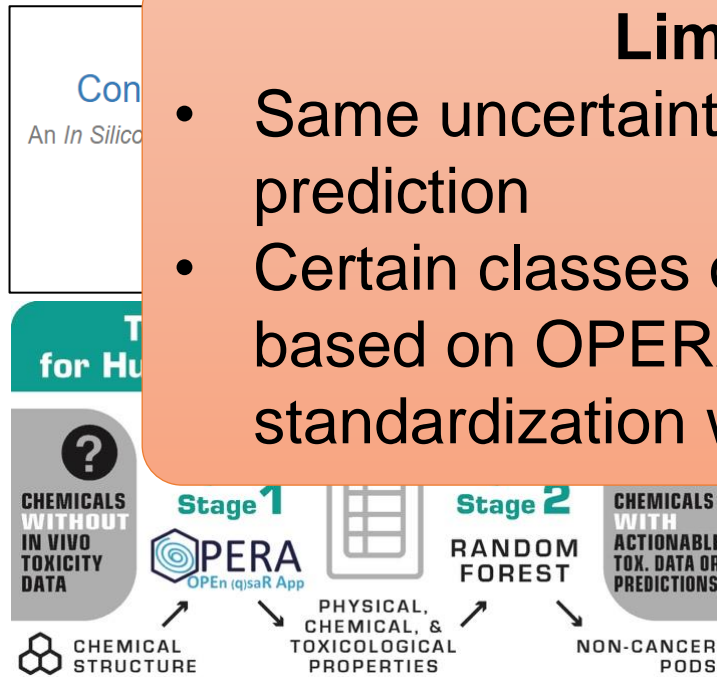 Con
An In Silico
Lim
• Same uncertaint
prediction
• Certain classes
based on OPERA
standardization
T
for Hu
?
CHEMICALS
WITHOUT
IN VIVO
TOXICITY
DATA
Stage 1
OPERA
OPEn (q)saR App
Stage 2
RANDOM
FOREST
CHEMICALS
WITH
ACTIONABLE
TOX. DATA OR
PREDICTIONS
CHEMICAL
STRUCTURE
PHYSICAL,
CHEMICAL, &
TOXICOLOGICAL
PROPERTIES
NON-CANCER
PODS